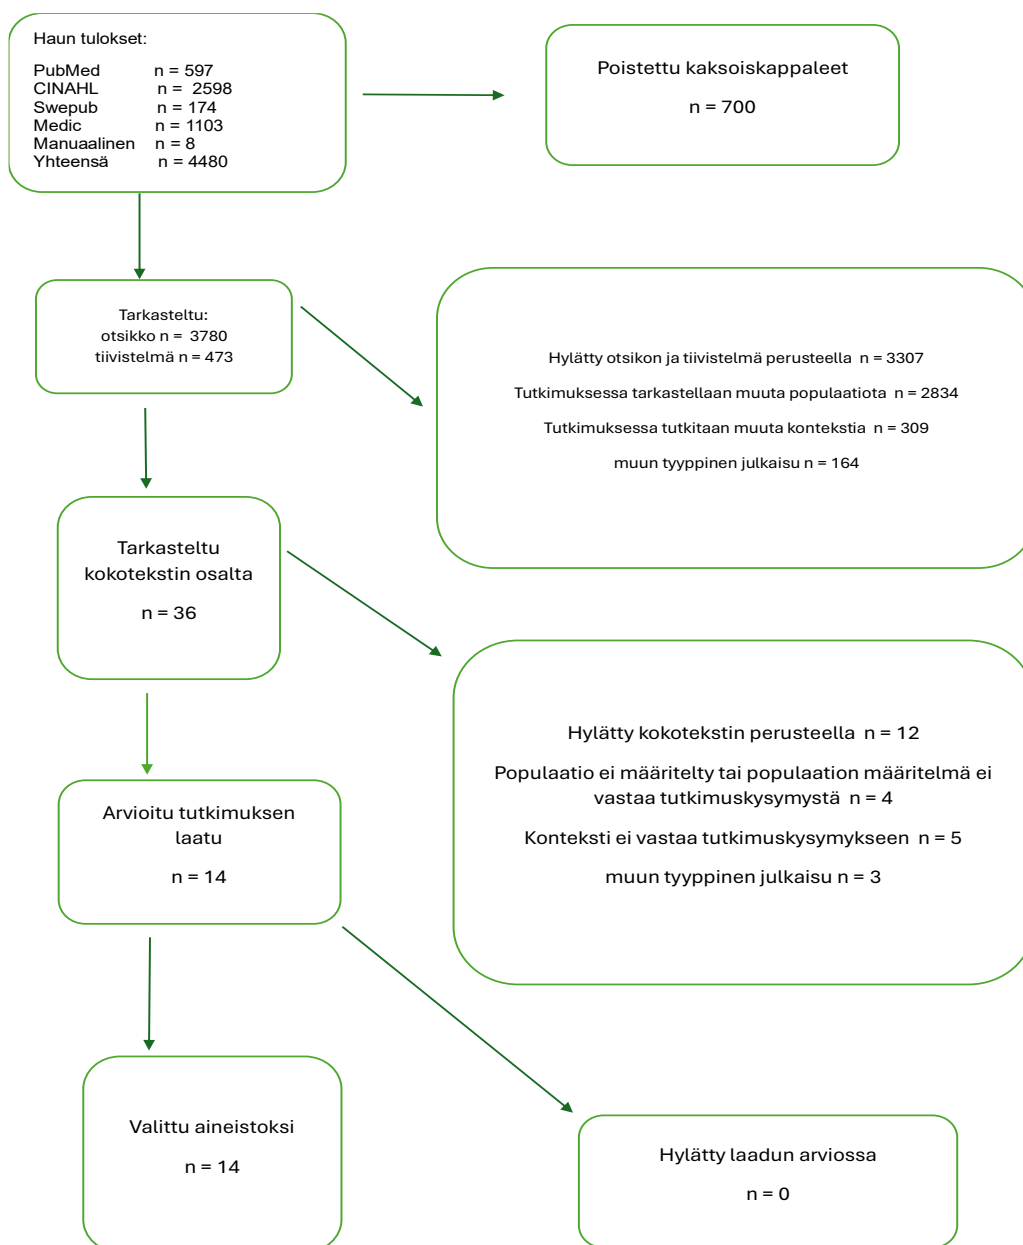 Haun tulokset:
PubMed n = 597
CINAHL n = 2598
Swepub n = 174
Medic n = 1103
Manuaalinen n = 8
Yhteensä n = 4480
Poistettu kaksoiskappaleet
n = 700
Tarkasteltu:
otsikko n = 3780
tiivistelmä n = 473
Hylätty otsikon ja tiivistelmä perusteella n = 3307
Tutkimuksessa tarkastellaan muuta populaatiota n = 2834
Tutkimuksessa tutkitaan muuta kontekstia n = 309
muun tyyppinen julkaisu n = 164
Tarkasteltu
kokotekstin osalta
n = 36
Hylätty kokotekstin perusteella n = 12
Populaatio ei määritelty tai populaation määritelmä ei
vastaa tutkimuskysymystä n = 4
Konteksti ei vastaa tutkimuskysymykseen n = 5
muun tyyppinen julkaisu n = 3
Arvioitu tutkimuksen
laatu
n = 14
Valittu aineistoksi
n = 14
Hylätty laadun arviossa
n = 0